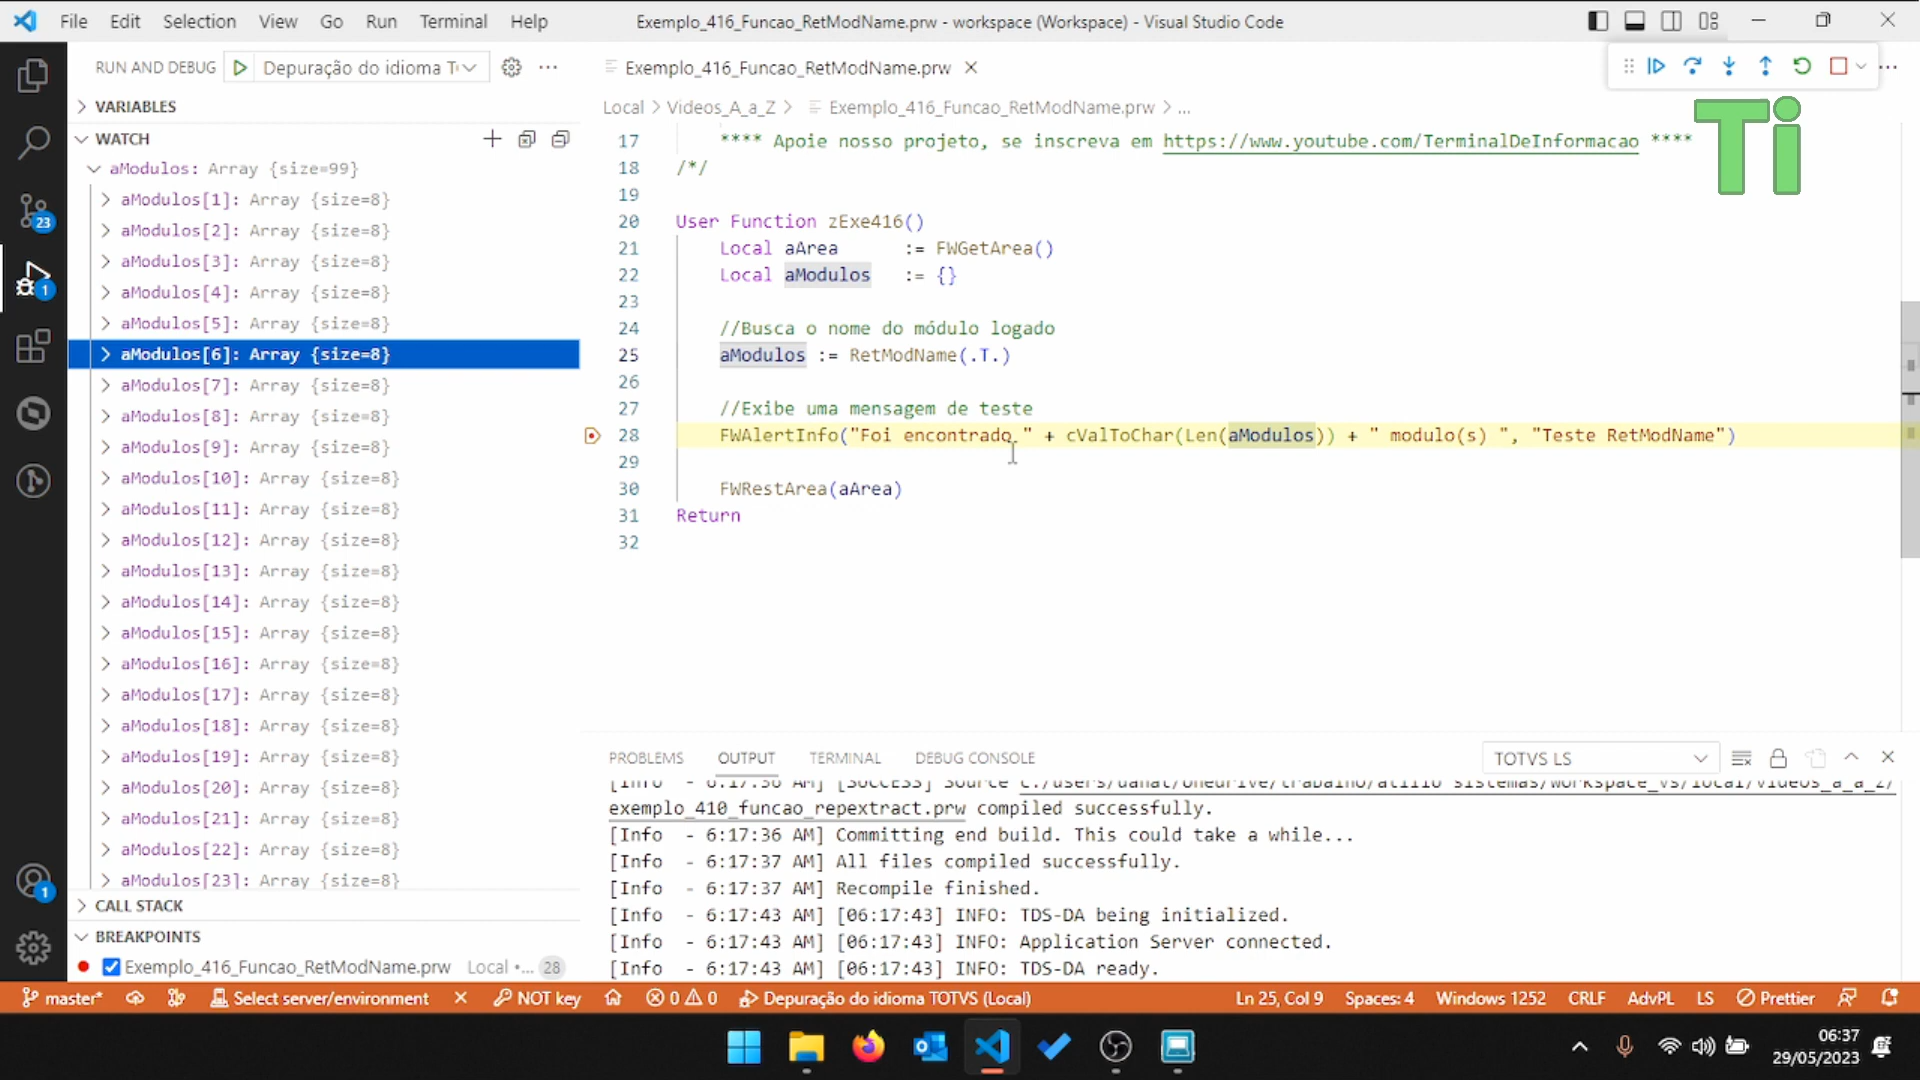 File Edit Selection View Go Run Terminal Help
Exemplo_416_Funcao_RetModName.prw - workspace (Workspace) - Visual Studio Code
RUN AND DEBUG
Depuração do idioma T
Exemplo_416_Funcao_RetModName.prw
Ti
VARIABLES
WATCH
aModulos: Array {size=99}
aModulos[1]: Array {size=8}
aModulos[2]: Array {size=8}
aModulos[3]: Array {size=8}
aModulos[4]: Array {size=8}
aModulos[5]: Array {size=8}
aModulos[6]: Array {size=8}
aModulos[7]: Array {size=8}
aModulos[8]: Array {size=8}
aModulos[9]: Array {size=8}
aModulos[10]: Array {size=8}
aModulos[11]: Array {size=8}
aModulos[12]: Array {size=8}
aModulos[13]: Array {size=8}
aModulos[14]: Array {size=8}
aModulos[15]: Array {size=8}
aModulos[16]: Array {size=8}
aModulos[17]: Array {size=8}
aModulos[18]: Array {size=8}
aModulos[19]: Array {size=8}
aModulos[20]: Array {size=8}
aModulos[21]: Array {size=8}
aModulos[22]: Array {size=8}
aModulos[23]: Array {size=8}
CALL STACK
BREAKPOINTS
Exemplo_416_Funcao_RetModName.prw Local •... 28
23
1
1
Local > Videos_A_a_Z > Exemplo_416_Funcao_RetModName.prw > ...
17 **** Apoie nosso projeto, se inscreva em https://www.youtube.com/TerminalDeInformacao ****
18 /*/
19
20 User Function zExe416()
21 Local aArea := FWGetArea()
22 Local aModulos := {}
23
24 //Busca o nome do módulo logado
25 aModulos := RetModName(.T.)
26
27 //Exibe uma mensagem de teste
28 FWAlertInfo("Foi encontrado " + cValToChar(Len(aModulos)) + " modulo(s) ", "Teste RetModName")
29
30 FWRestArea(aArea)
31 Return
32
PROBLEMS OUTPUT TERMINAL DEBUG CONSOLE
TOTVS LS
[Info - 6:17:36 AM] [SUCCESS] Source
exemplo_410_funcao_repextract.prw compiled successfully.
[Info - 6:17:36 AM] Committing end build. This could take a while...
[Info - 6:17:37 AM] All files compiled successfully.
[Info - 6:17:37 AM] Recompile finished.
[Info - 6:17:43 AM] [06:17:43] INFO: TDS-DA being initialized.
[Info - 6:17:43 AM] [06:17:43] INFO: Application Server connected.
[Info - 6:17:43 AM] [06:17:43] INFO: TDS-DA ready.
master* Select server/environment NOT key 0 0 Depuração do idioma TOTVS (Local) Ln 25, Col 9 Spaces: 4 Windows 1252 CRLF AdvPL LS Prettier
06:37
29/05/2023